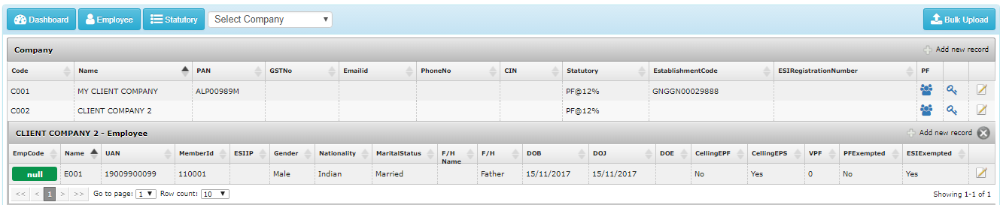 Dashboard Employee Statutory Select Company Bulk Upload
Company Add new record
Code Name PAN GSTNo Emailid PhoneNo CIN Statutory EstablishmentCode ESIRegistrationNumber PF
C001 MY CLIENT COMPANY ALP00989M PF@12% GNGGN00029888
C002 CLIENT COMPANY 2 PF@12%
CLIENT COMPANY 2 - Employee Add new record
EmpCode Name UAN MemberId ESIIP Gender Nationality MaritalStatus F/H Name F/H DOB DOJ DOE CellingEPF CellingEPS VPF PFExempted ESIExempted
null E001 19009900099 110001 Male Indian Married Father 15/11/2017 15/11/2017 No Yes 0 No Yes
<< < 1 > >> Go to page: 1 Row count: 10 Showing 1-1 of 1